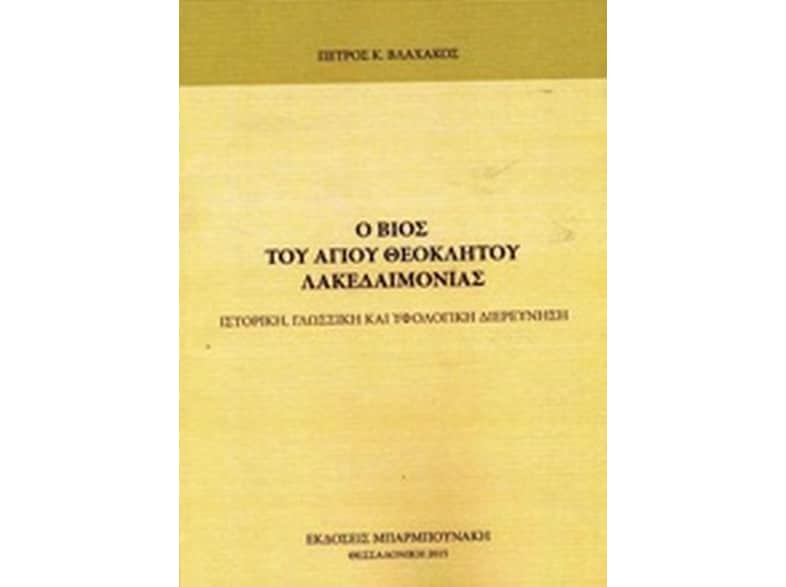 ΠΕΤΡΟΣ Κ. ΒΛΑΧΑΚΟΣ
Ο ΒΙΟΣ
ΤΟΥ ΑΓΙΟΥ ΘΕΟΚΛΗΤΟΥ
ΛΑΚΕΔΑΙΜΟΝΙΑΣ
ΙΣΤΟΡΙΚΗ, ΓΛΩΣΣΙΚΗ ΚΑΙ ΥΦΟΛΟΓΙΚΗ ΔΙΕΡΕΥΝΗΣΗ
ΕΚΔΟΣΕΙΣ ΜΠΑΡΜΠΟΥΝΑΚΗ
ΘΕΣΣΑΛΟΝΙΚΗ 2015